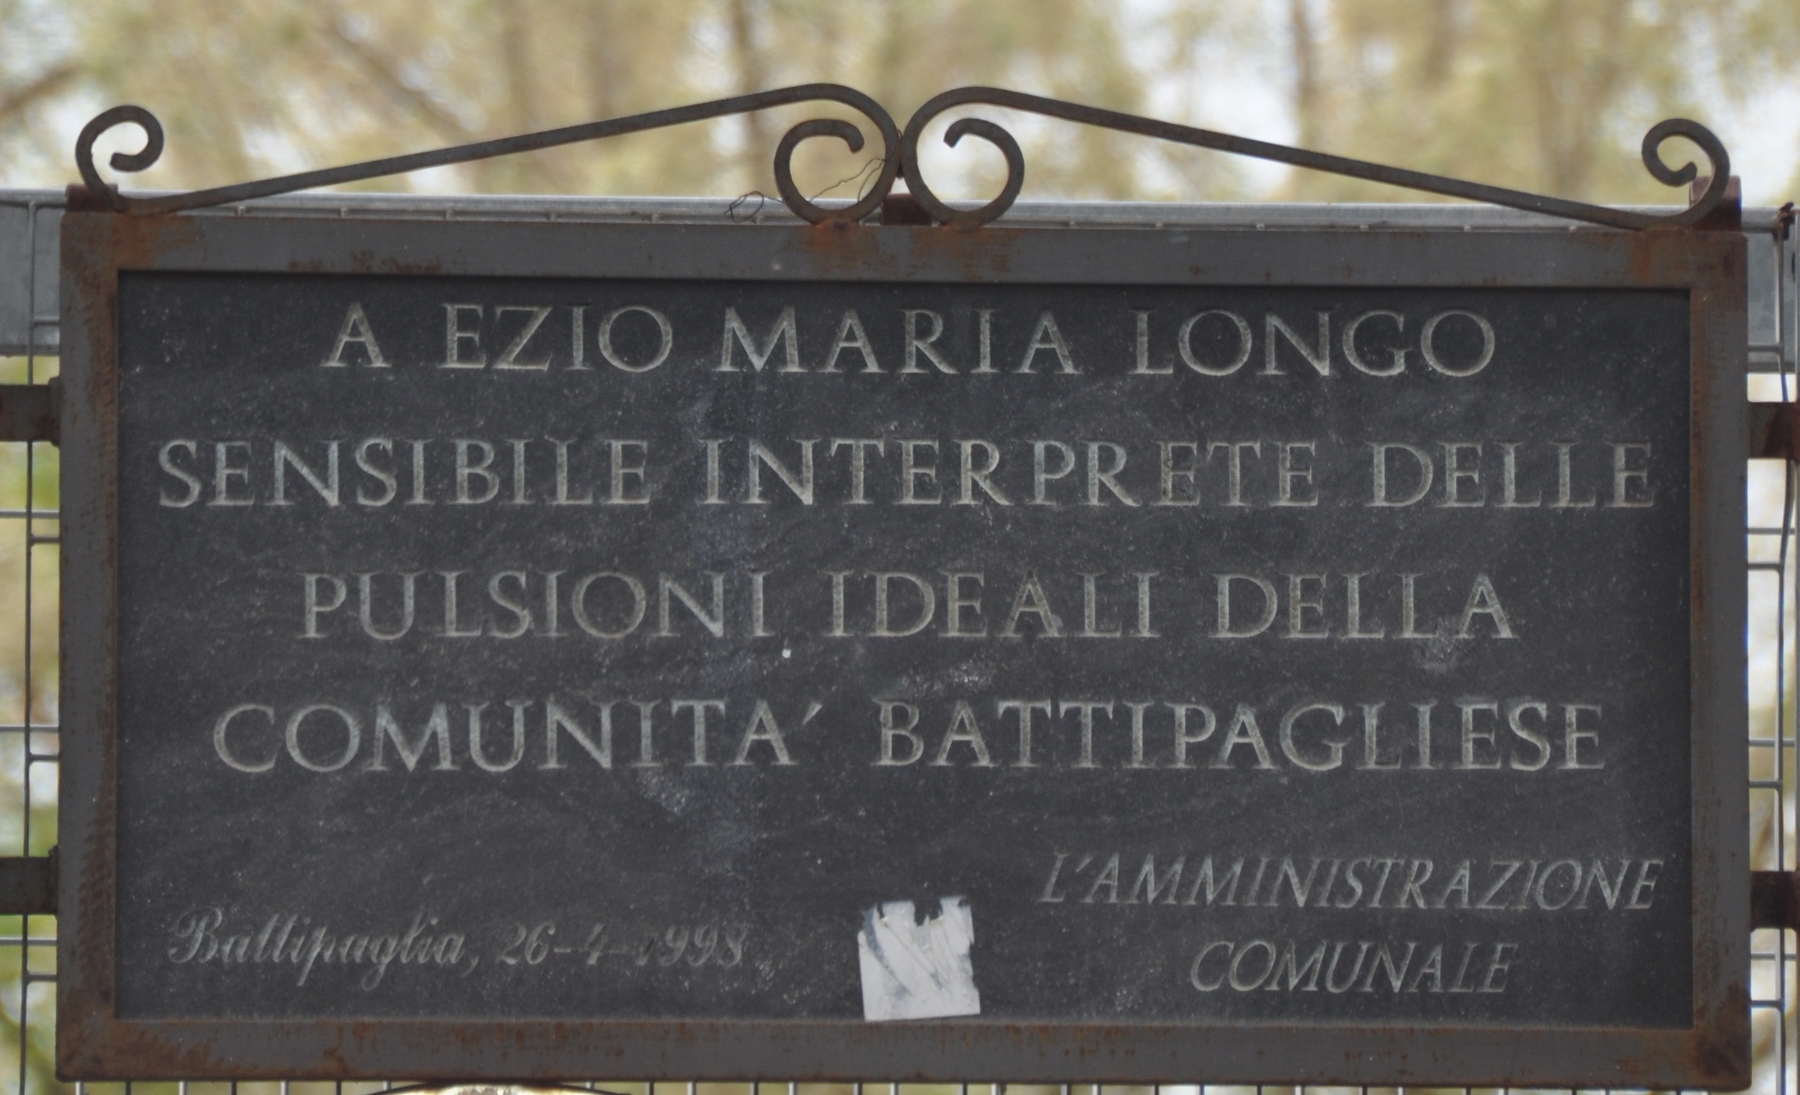 A EZIO MARIA LONGO
SENSIBILE INTERPRETE DELLE
PULSIONI IDEALI DELLA
COMUNITA' BATTIPAGLIESE
L'AMMINISTRAZIONE
COMUNALE
Battipaglia, 26-4-1998